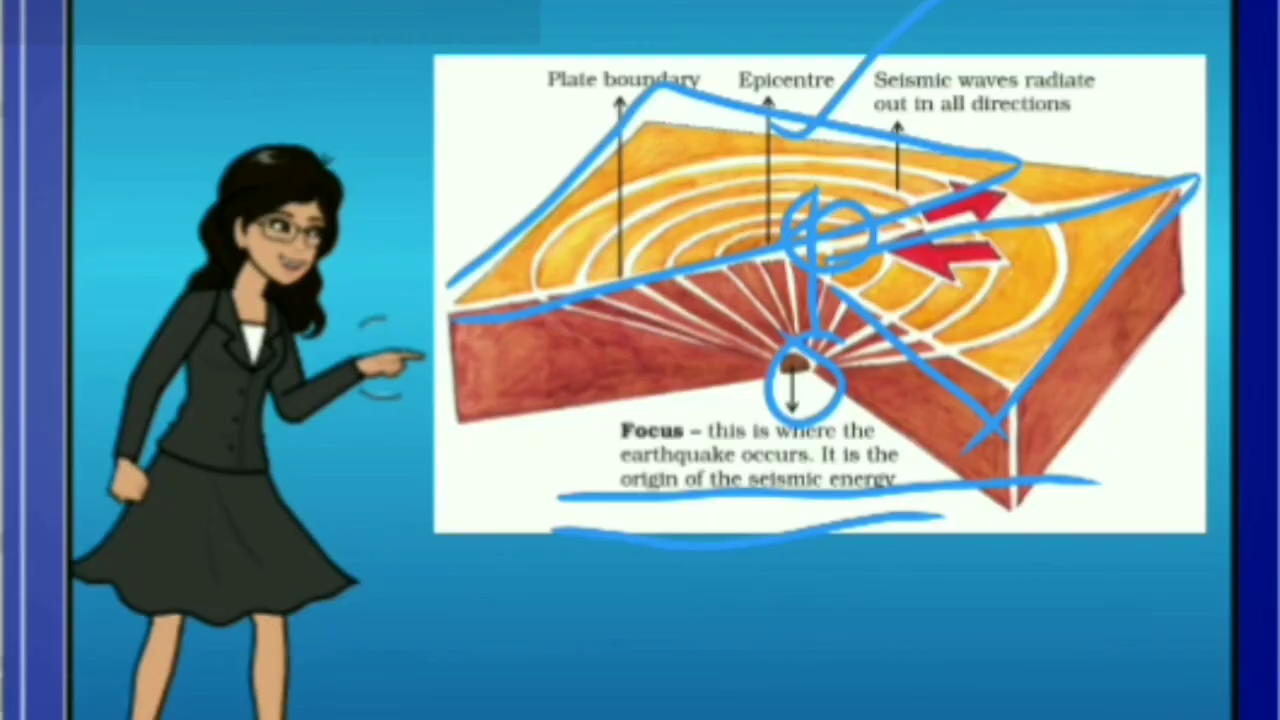 Plate boundary
Epicentre
Seismic waves radiate
out in all directions
Focus – this is where the
earthquake occurs. It is the
origin of the seismic energy